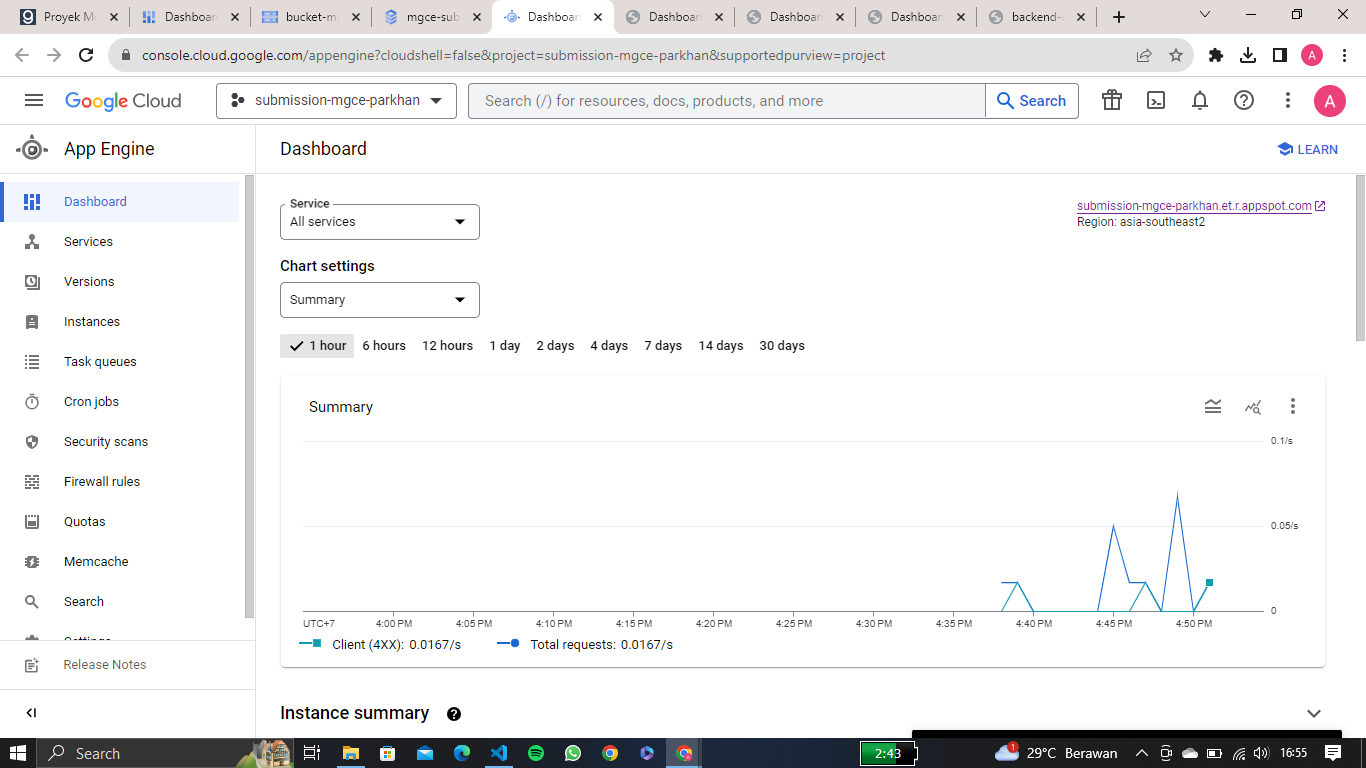 Proyek M
Dashboar
bucket-m
mgce-sub
Dashboar
Dashboar
Dashboar
Dashboar
backend-
console.cloud.google.com/appengine?cloudshell=false&project=submission-mgce-parkhan&supportedpurview=project
A
Google Cloud
submission-mgce-parkhan
Search (/) for resources, docs, products, and more
Search
A
App Engine
Dashboard
LEARN
Dashboard
Services
Versions
Instances
Task queues
Cron jobs
Security scans
Firewall rules
Quotas
Memcache
Search
Settings
Release Notes
Service
All services
submission-mgce-parkhan.et.r.appspot.com
Region: asia-southeast2
Chart settings
Summary
1 hour 6 hours 12 hours 1 day 2 days 4 days 7 days 14 days 30 days
Summary
0.1/s
0.05/s
0
UTC+7 4:00 PM 4:05 PM 4:10 PM 4:15 PM 4:20 PM 4:25 PM 4:30 PM 4:35 PM 4:40 PM 4:45 PM 4:50 PM
Client (4XX): 0.0167/s Total requests: 0.0167/s
Instance summary
Search
2:43
1
29°C Berawan
16:55